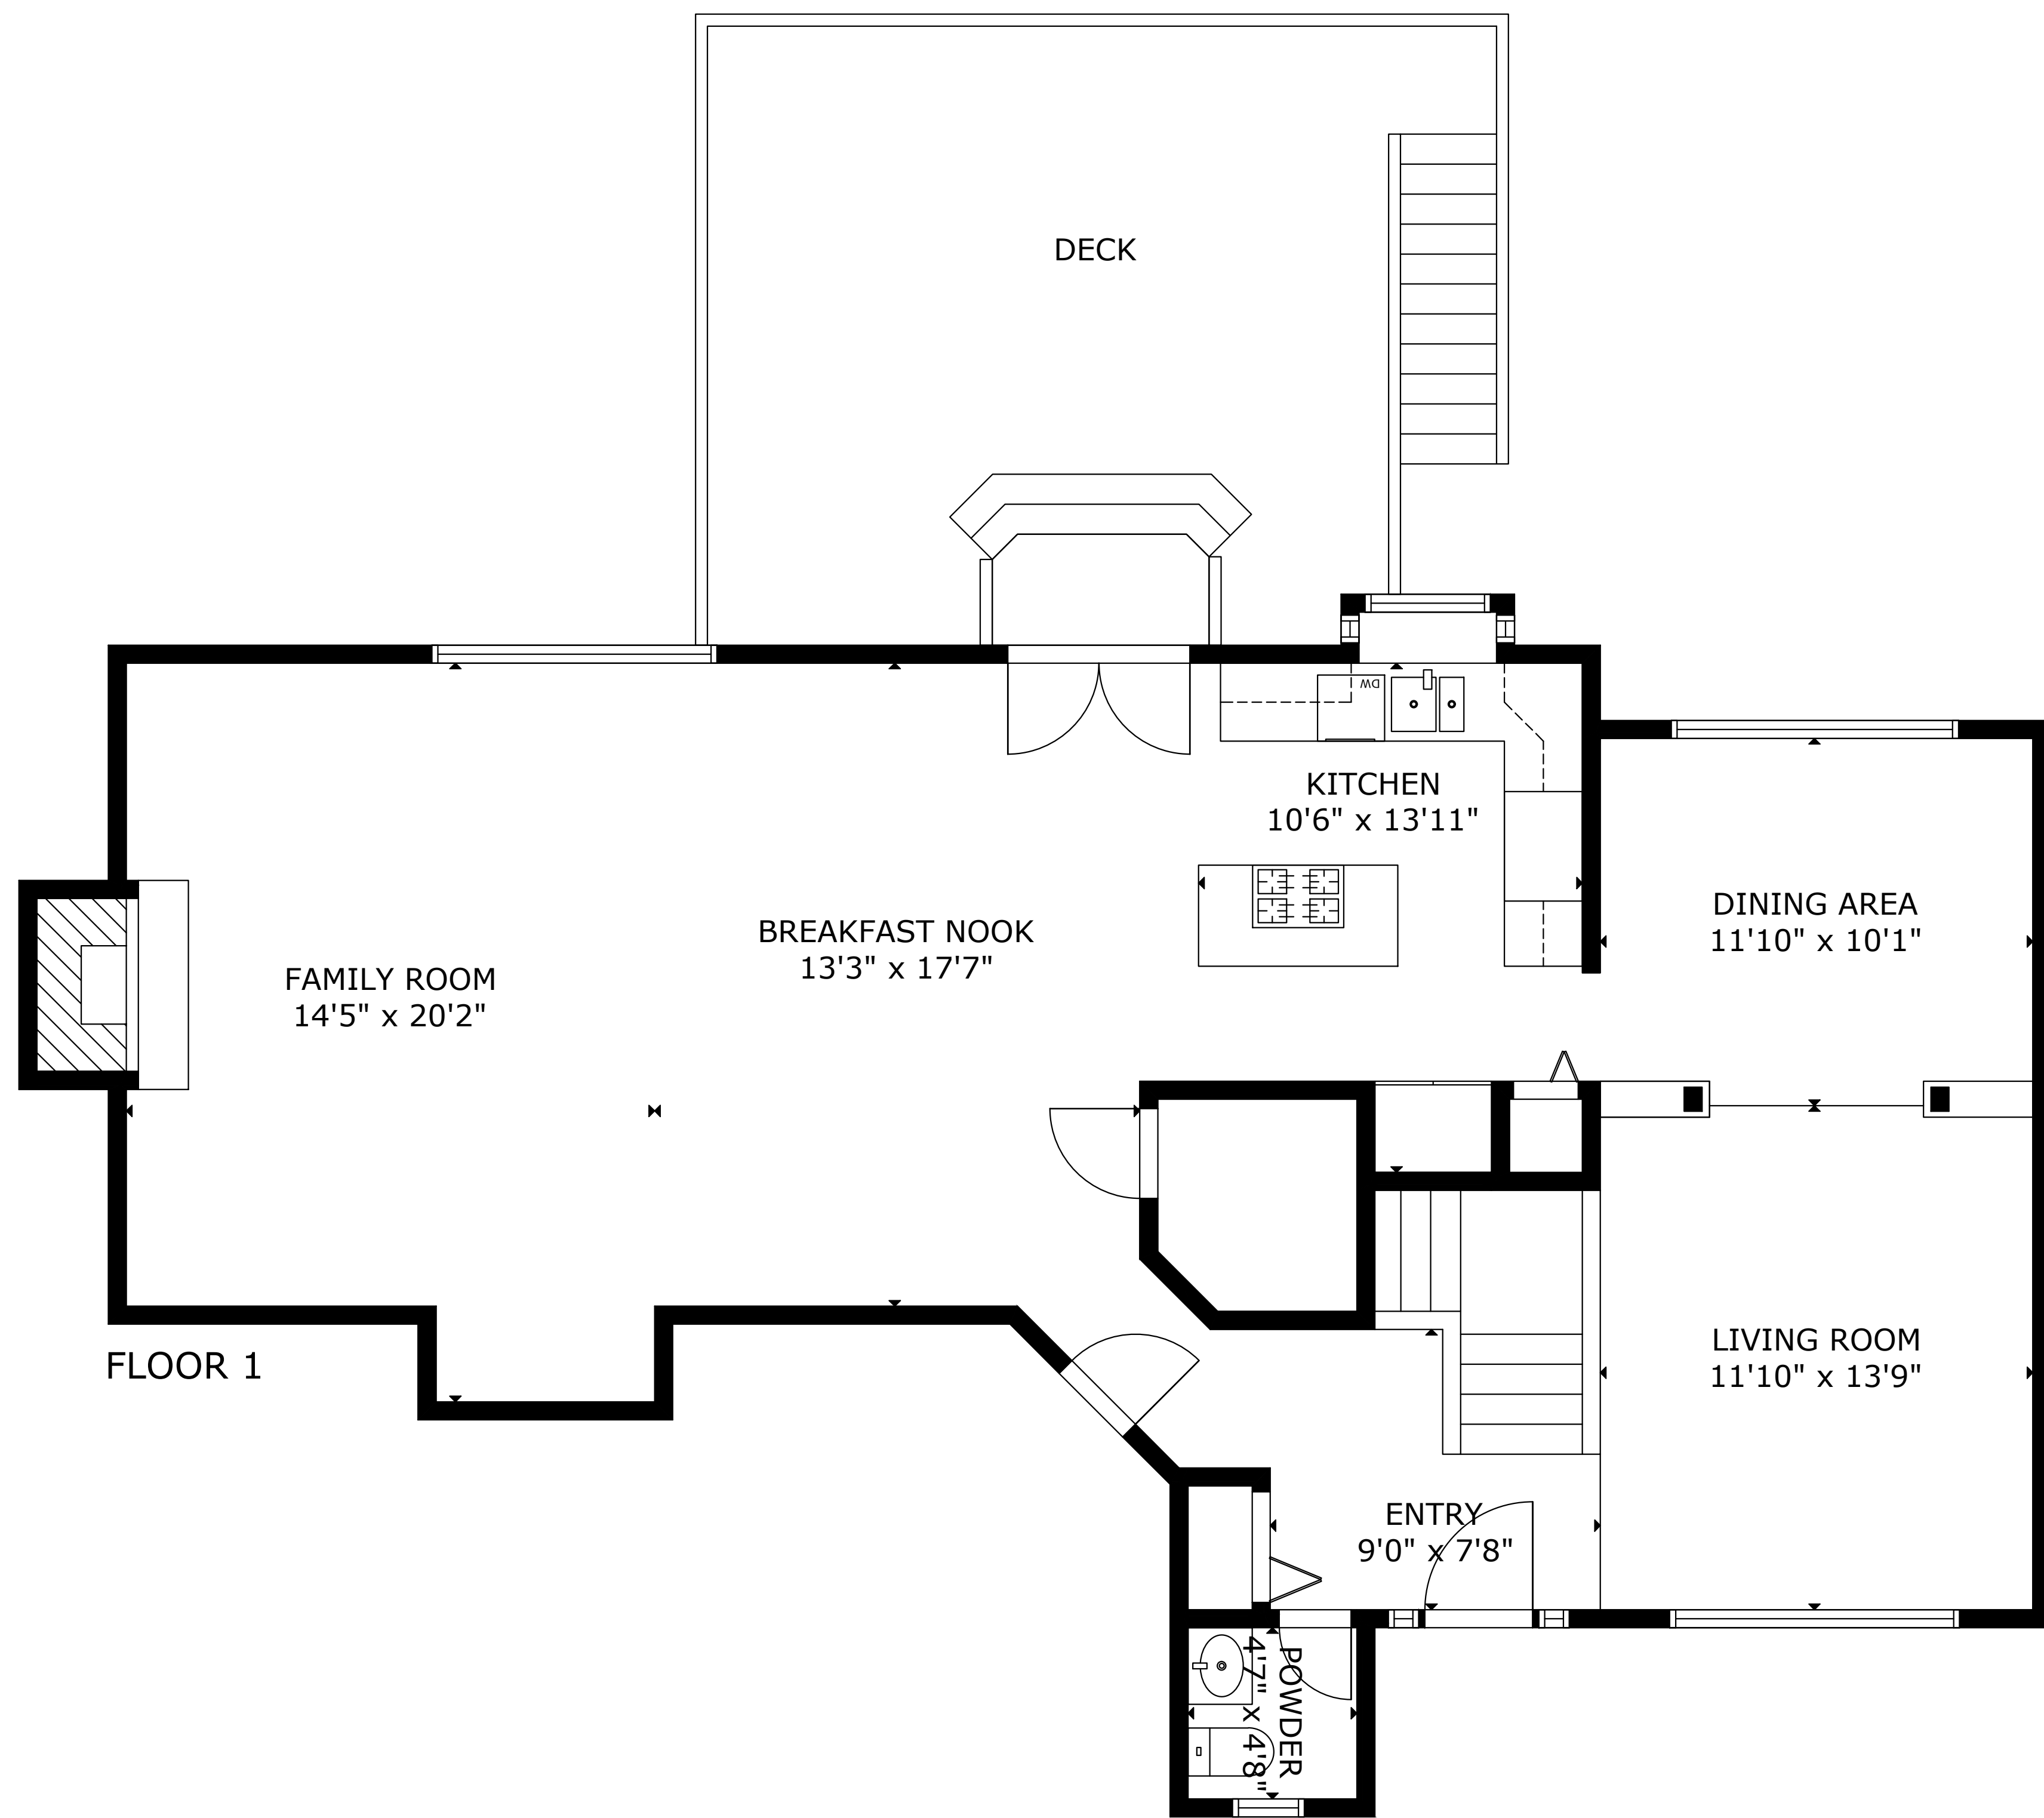 DECK
DW
KITCHEN
10'6" x 13'11"
DINING AREA
11'10" x 10'1"
BREAKFAST NOOK
13'3" x 17'7"
FAMILY ROOM
14'5" x 20'2"
FLOOR 1
LIVING ROOM
11'10" x 13'9"
ENTRY
9'0" x 7'8"
POWDER
4'7" x 4'8"